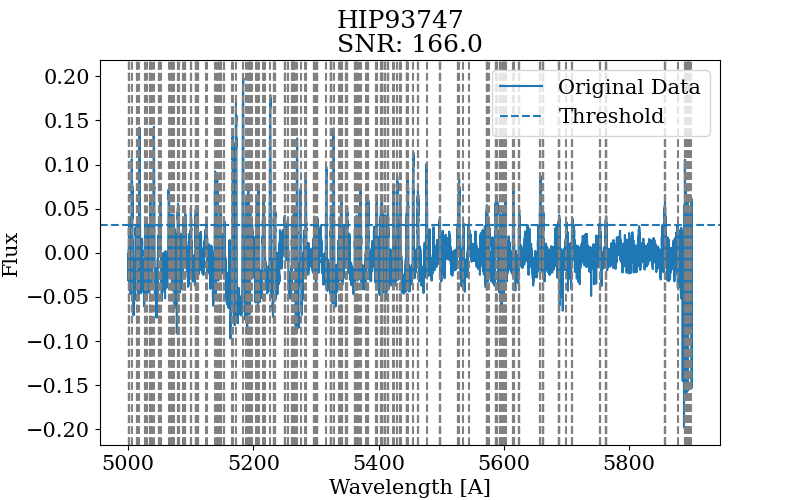 HIP93747
SNR: 166.0
Original Data
Threshold
Flux
0.20
0.15
0.10
0.05
0.00
−0.05
−0.10
−0.15
−0.20
5000 5200 5400 5600 5800
Wavelength [A]